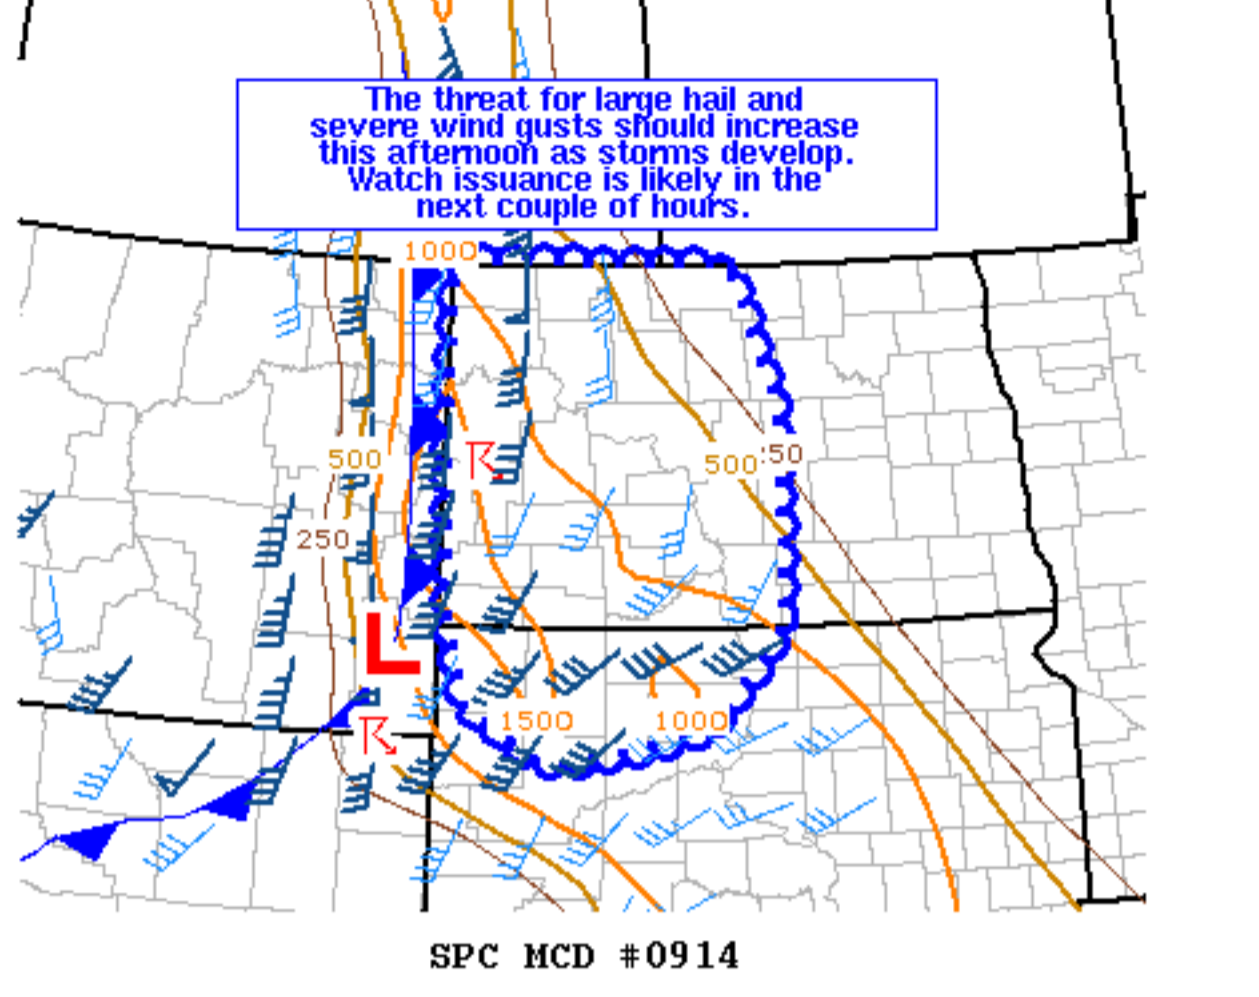 The threat for large hail and
severe wind gusts should increase
this afternoon as storms develop.
Watch issuance is likely in the
next couple of hours.
1000
500
500
:50
250
L
1500
1000
SPC MCD #0914